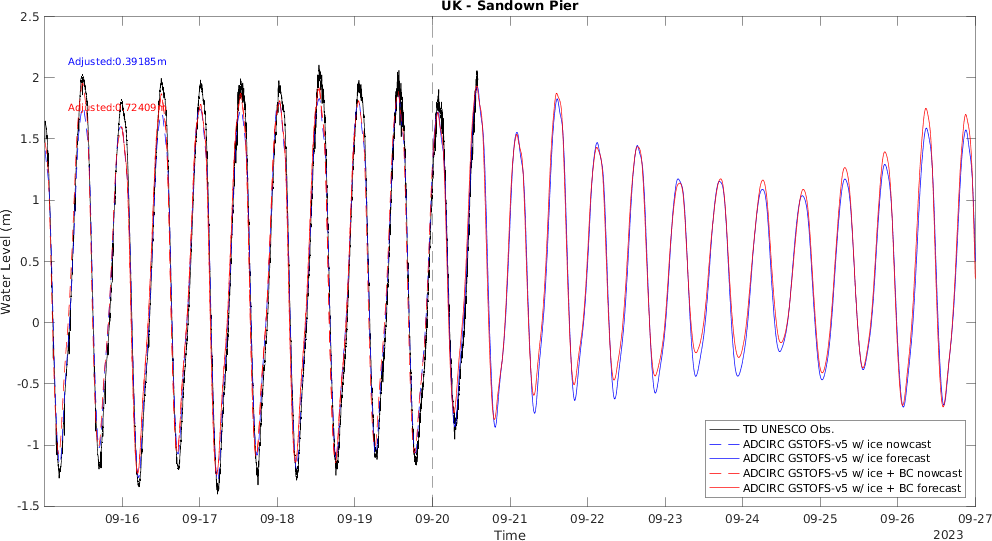 UK - Sandown Pier
2.5
2
1.5
1
0.5
0
-0.5
-1
-1.5
Water Level (m)
Adjusted:0.39185m
Adjusted:0.72409m
TD UNESCO Obs.
ADCIRC GSTOFS-v5 w/ ice nowcast
ADCIRC GSTOFS-v5 w/ ice forecast
ADCIRC GSTOFS-v5 w/ ice + BC nowcast
ADCIRC GSTOFS-v5 w/ ice + BC forecast
09-16 09-17 09-18 09-19 09-20 09-21 09-22 09-23 09-24 09-25 09-26 09-27
Time
2023